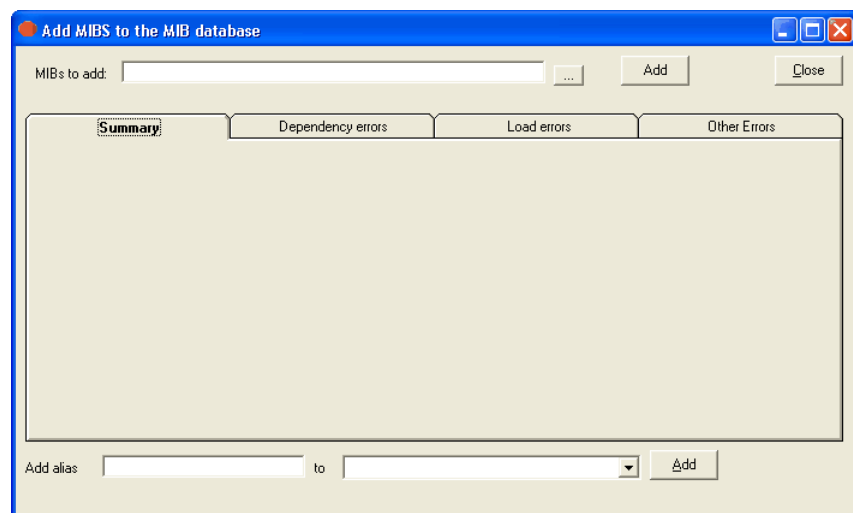 Add MIBS to the MIB database
MIBs to add: ... Add Close
Summary Dependency errors Load errors Other Errors
Add alias to Add